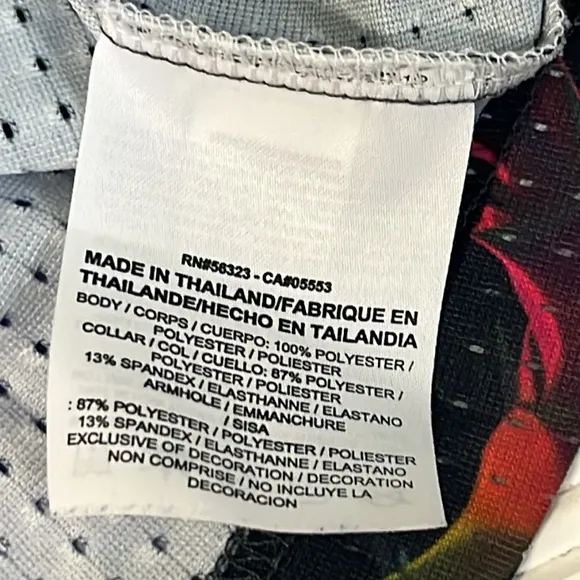 RN#56323 - CA#05553
MADE IN THAILAND/FABRIQUE EN
THAILANDE/HECHO EN TAILANDIA
BODY / CORPS / CUERPO: 100% POLYESTER /
POLYESTER / POLIESTER
COLLAR / COL / CUELLO: 87% POLYESTER /
POLYESTER / POLIESTER
13% SPANDEX / ELASTHANNE / ELASTANO
ARMHOLE / EMMANCHURE
/ SISA
: 87% POLYESTER / POLYESTER / POLIESTER
13% SPANDEX / ELASTHANNE / ELASTANO
EXCLUSIVE OF DECORATION / DECORATION
NON COMPRISE / NO INCLUYE LA
DECORACION